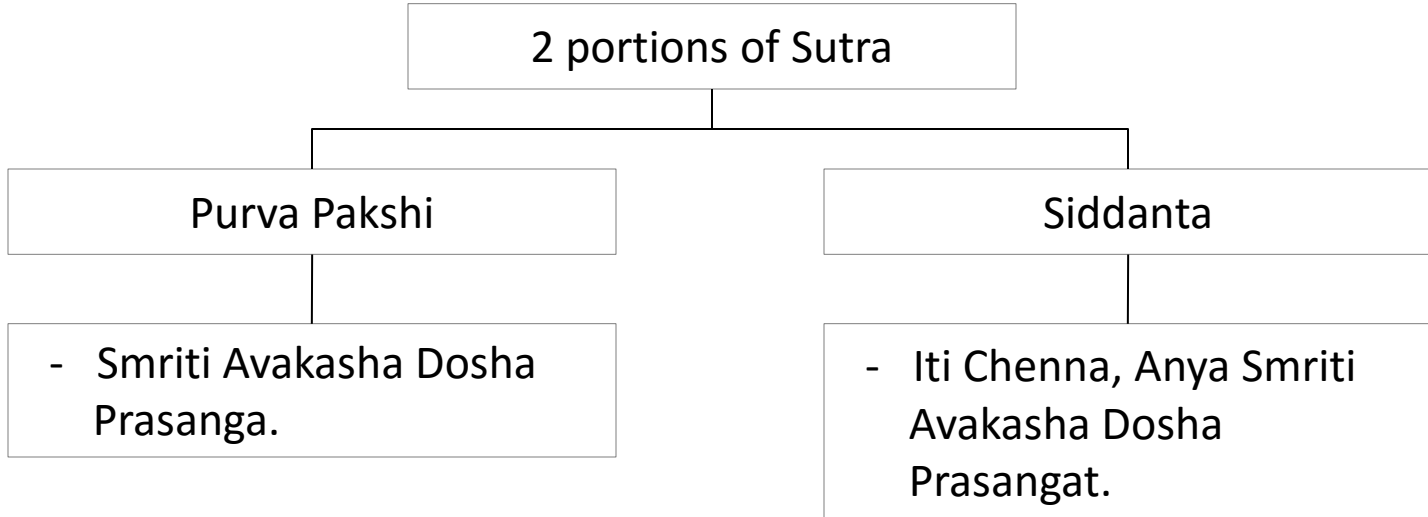 2 portions of Sutra
Purva Pakshi
Siddanta
- Smriti Avakasha Dosha
Prasanga.
- Iti Chenna, Anya Smriti
Avakasha Dosha
Prasangat.